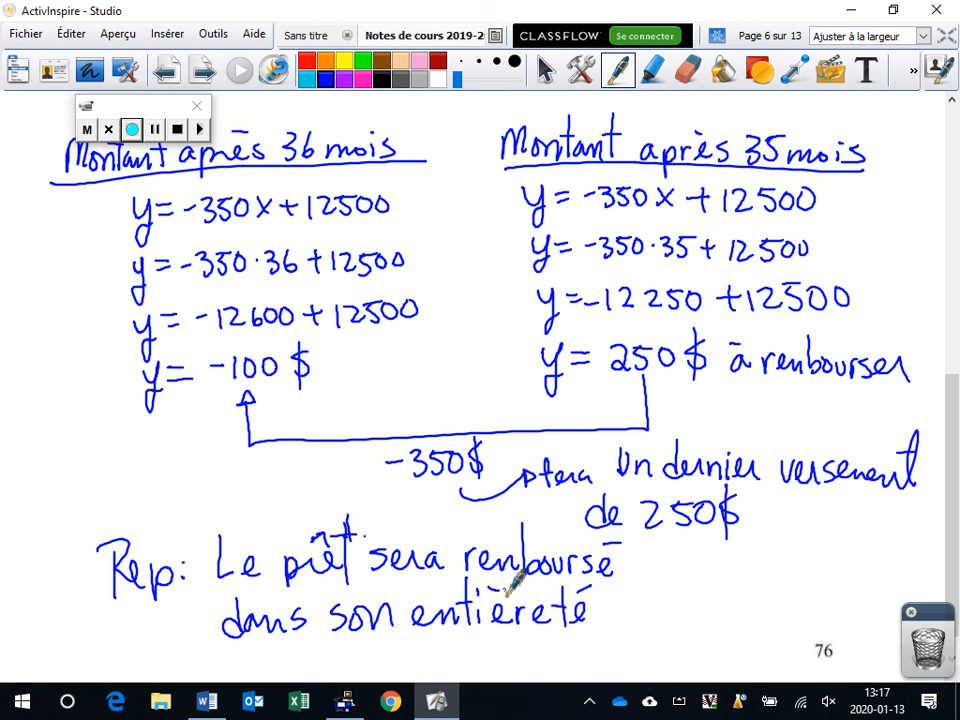 ActivInspire - Studio
Fichier Éditer Aperçu Insérer Outils Aide
Sans titre
Notes de cours 2019-2
CLASSFLOW Se connecter
Page 6 sur 13
Ajuster à la largeur
M
Montant après 36 mois
y = -350x + 12500
y = -350 · 36 + 12500
y = -12600 + 12500
y = -100 $
Montant après 35 mois
y = -350x + 12500
y = -350 · 35 + 12500
y = -12250 + 12500
y = 250 $ à rembourser
-350$
fera un dernier versement
de 250$
Rep: Le prêt sera remboursé
dans son entièreté
76
13:17
2020-01-13